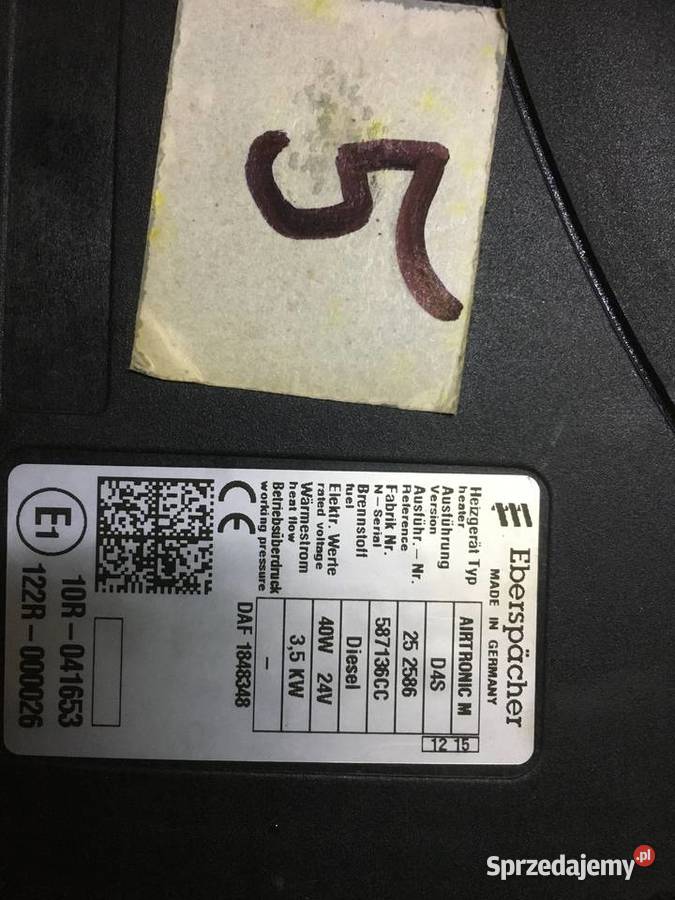 5
Eberspächer
MADE IN GERMANY
Heizgerät Typ
heater
AIRTRONIC M
Ausführung
Version
D4S
12 15
Ausführ. – Nr.
Reference
25 2586
Fabrik Nr.
N – Serial
587136CC
Brennstoff
fuel
Diesel
Elektr. Werte
rated voltage
40W 24V
Wärmestrom
heat flow
3,5 KW
Betriebsüberdruck
working pressure
–
CE
DAF 1848348
E1
10R – 041653
122R – 000026
Sprzedajemy.pl